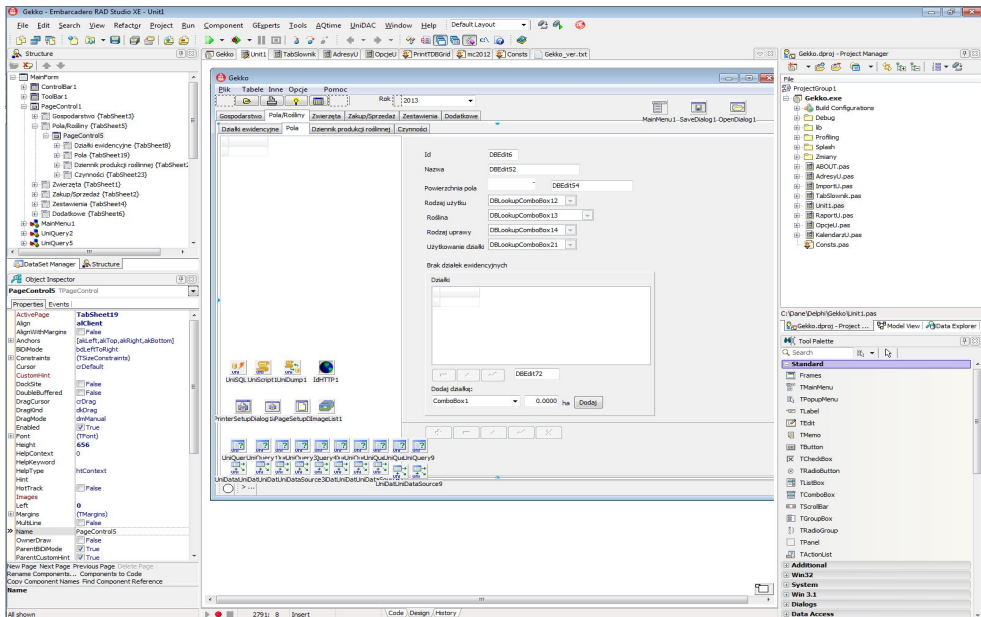 Gekko - Embarcadero RAD Studio XE - Unit1
File Edit Search View Refactor Project Run Component GExperts Tools AQtime UniDAC Window Help Default Layout
Structure
MainForm
ControlBar1
ToolBar1
PageControl1
Gospodarstwo {TabSheet3}
Pola/Rośliny {TabSheet5}
PageControl5
Działki ewidencyjne {TabSheet8}
Pola {TabSheet19}
Dziennik produkcji roślinnej {TabSheet2
Czynności {TabSheet23}
Zwierzęta {TabSheet1}
Zakup/Sprzedaż {TabSheet2}
Zestawienia {TabSheet4}
Dodatkowe {TabSheet6}
MainMenu1
UniQuery2
UniQuery5
DataSet Manager Structure
Object Inspector
PageControl5 TPageControl
Properties Events
ActivePage TabSheet19
Align alClient
AlignWithMargins False
Anchors [akLeft,akTop,akRight,akBottom]
BiDiMode bdLeftToRight
Constraints (TSizeConstraints)
Cursor crDefault
CustomHint
DockSite False
DoubleBuffered False
DragCursor crDrag
DragKind dkDrag
DragMode dmManual
Enabled True
Font (TFont)
Height 656
HelpContext 0
HelpKeyword
HelpType htContext
Hint
HotTrack False
Images
Left 0
Margins (TMargins)
MultiLine False
Name PageControl5
OwnerDraw False
ParentBiDiMode True
ParentCustomHint True
New Page Next Page Previous Page Delete Page
Rename Components... Components to Code
Copy Component Names Find Component Reference
Name
All shown
Gekko Unit1 TabSlownik AdresyU OpcjeU PrintTDBGrid mc2012 Consts Gekko_ver.txt
Gekko
Plik Tabele Inne Opcje Pomoc
Rok: 2013
MainMenu1 SaveDialog1 OpenDialog1
Gospodarstwo Pola/Rośliny Zwierzęta Zakup/Sprzedaż Zestawienia Dodatkowe
Działki ewidencyjne Pola Dziennik produkcji roślinnej Czynności
Id DBEdit6
Nazwa DBEdit52
Powierzchnia pola DBEdit54
Rodzaj użytku DBLookupComboBox12
Roślina DBLookupComboBox13
Rodzaj uprawy DBLookupComboBox14
Użytkowanie działki DBLookupComboBox21
Brak działek ewidencyjnych
Działki
DBEdit72
Dodaj działkę:
ComboBox1 0.0000 ha Dodaj
UniSQL UniScript1 UniDump1 IdHTTP1
PrinterSetupDialog1 PageSetupD ImageList1
UniQuery9
UniDataSource9
> ...
2791: 8 Insert Code Design History
Gekko.dproj - Project Manager
File
ProjectGroup1
Gekko.exe
Build Configurations
Debug
lib
Profiling
Splash
Zmiany
ABOUT.pas
AdresyU.pas
ImportU.pas
TabSlownik.pas
Unit1.pas
RaportU.pas
OpcjeU.pas
KalendarzU.pas
Consts.pas
C:\Dane\Delphi\Gekko\Unit1.pas
Gekko.dproj - Project ... Model View Data Explorer
Tool Palette
Search
Standard
Frames
TMainMenu
TPopupMenu
TLabel
TEdit
TMemo
TButton
TCheckBox
TRadioButton
TListBox
TComboBox
TScrollBar
TGroupBox
TRadioGroup
TPanel
TActionList
Additional
Win32
System
Win 3.1
Dialogs
Data Access